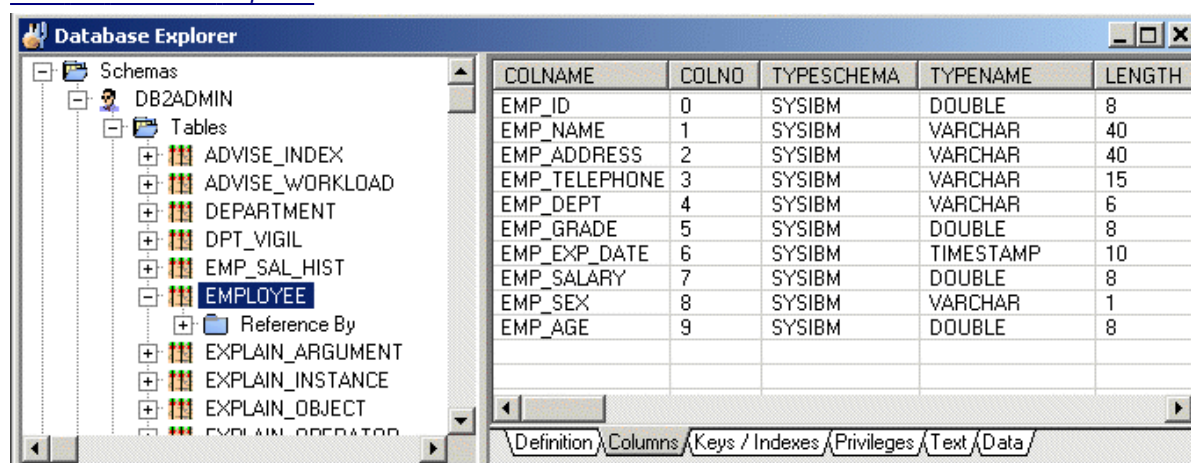 Database Explorer
Schemas
DB2ADMIN
Tables
ADVISE_INDEX
ADVISE_WORKLOAD
DEPARTMENT
DPT_VIGIL
EMP_SAL_HIST
EMPLOYEE
Reference By
EXPLAIN_ARGUMENT
EXPLAIN_INSTANCE
EXPLAIN_OBJECT
EXPLAIN_OPERATOR
COLNAME COLNO TYPESCHEMA TYPENAME LENGTH
EMP_ID 0 SYSIBM DOUBLE 8
EMP_NAME 1 SYSIBM VARCHAR 40
EMP_ADDRESS 2 SYSIBM VARCHAR 40
EMP_TELEPHONE 3 SYSIBM VARCHAR 15
EMP_DEPT 4 SYSIBM VARCHAR 6
EMP_GRADE 5 SYSIBM DOUBLE 8
EMP_EXP_DATE 6 SYSIBM TIMESTAMP 10
EMP_SALARY 7 SYSIBM DOUBLE 8
EMP_SEX 8 SYSIBM VARCHAR 1
EMP_AGE 9 SYSIBM DOUBLE 8
Definition Columns Keys / Indexes Privileges Text Data